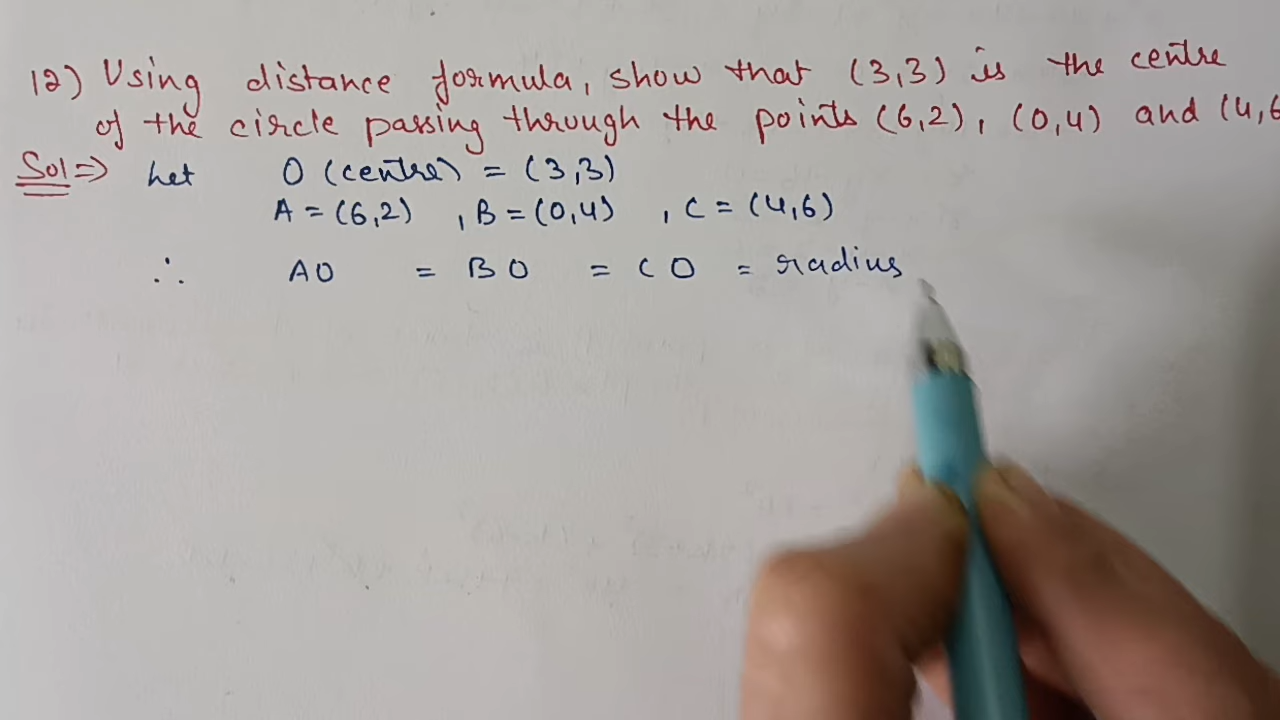 12) Using distance formula, show that (3,3) is the centre
of the circle passing through the points (6,2), (0,4) and (4,6
Sol⇒ Let O (centre) = (3,3)
A = (6,2) , B = (0,4) , C = (4,6)
∴ AO = BO = CO = radius